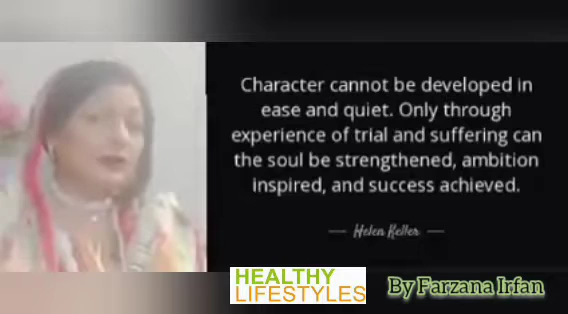 Character cannot be developed in
ease and quiet. Only through
experience of trial and suffering can
the soul be strengthened, ambition
inspired, and success achieved.
Helen Keller
HEALTHY
LIFESTYLES
By Farzana Irfan